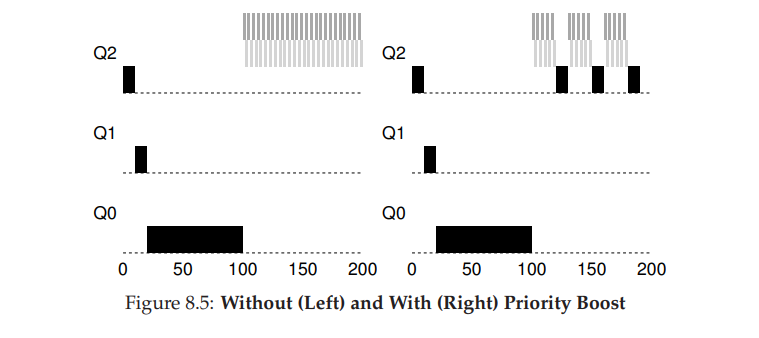 Q2 Q2
Q1 Q1
Q0 Q0
0 50 100 150 200 0 50 100 150 200
Figure 8.5: Without (Left) and With (Right) Priority Boost